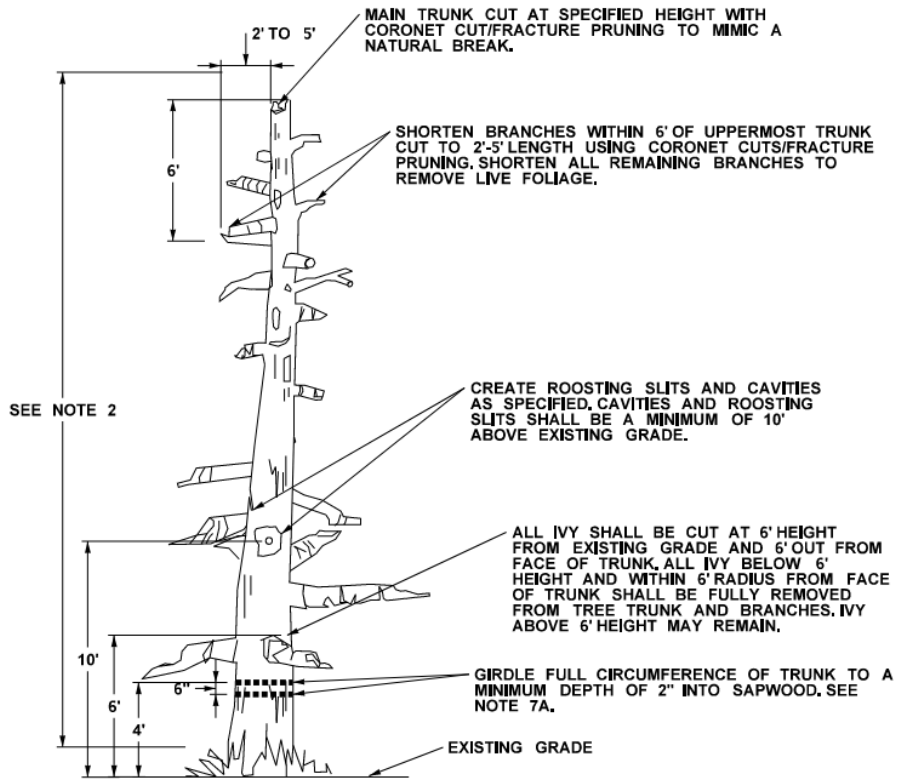 2' TO 5'
MAIN TRUNK CUT AT SPECIFIED HEIGHT WITH
CORONET CUT/FRACTURE PRUNING TO MIMIC A
NATURAL BREAK.
6'
SHORTEN BRANCHES WITHIN 6' OF UPPERMOST TRUNK
CUT TO 2'-5' LENGTH USING CORONET CUTS/FRACTURE
PRUNING. SHORTEN ALL REMAINING BRANCHES TO
REMOVE LIVE FOLIAGE.
SEE NOTE 2
CREATE ROOSTING SLITS AND CAVITIES
AS SPECIFIED. CAVITIES AND ROOSTING
SLITS SHALL BE A MINIMUM OF 10'
ABOVE EXISTING GRADE.
ALL IVY SHALL BE CUT AT 6' HEIGHT
FROM EXISTING GRADE AND 6' OUT FROM
FACE OF TRUNK. ALL IVY BELOW 6'
HEIGHT AND WITHIN 6' RADIUS FROM FACE
OF TRUNK SHALL BE FULLY REMOVED
FROM TREE TRUNK AND BRANCHES. IVY
ABOVE 6' HEIGHT MAY REMAIN.
10'
6'
6"
4'
GIRDLE FULL CIRCUMFERENCE OF TRUNK TO A
MINIMUM DEPTH OF 2" INTO SAPWOOD. SEE
NOTE 7A.
EXISTING GRADE